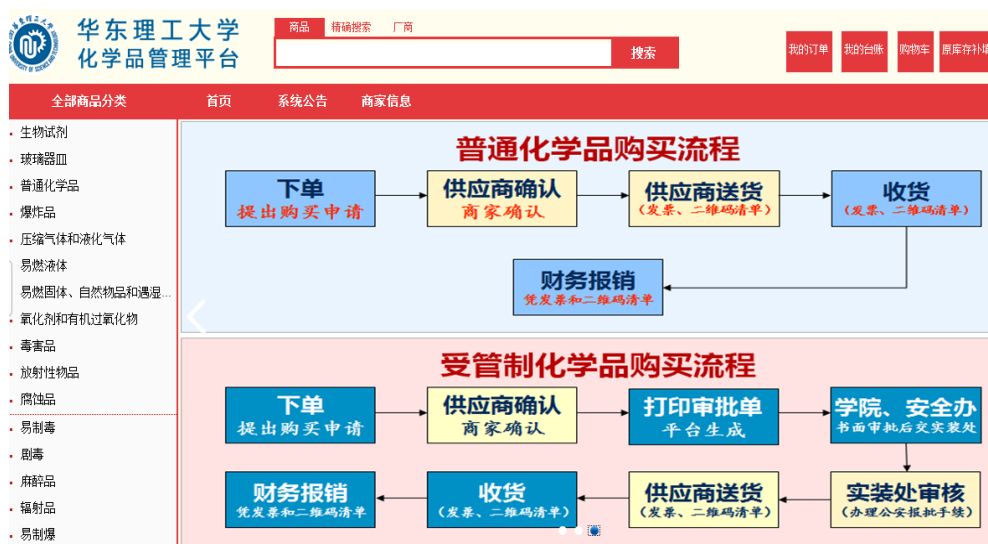 华东理工大学
化学品管理平台
商品 精确搜索 厂商
搜索
我的订单 我的台账 购物车
全部商品分类 首页 系统公告 商家信息
生物试剂
玻璃器皿
普通化学品
爆炸品
压缩气体和液化气体
易燃液体
易燃固体、自然物品和遇湿...
氧化剂和有机过氧化物
毒害品
放射性物品
腐蚀品
易制毒
剧毒
麻醉品
辐射品
易制爆
普通化学品购买流程
下单
提出购买申请
供应商确认
商家确认
供应商送货
(发票、二维码清单)
收货
(发票、二维码清单)
财务报销
凭发票和二维码清单
受管制化学品购买流程
下单
提出购买申请
供应商确认
商家确认
打印审批单
平台生成
学院、安全办
书面审批后交实装处
实装处审核
(办理公安报批手续)
供应商送货
(发票、二维码清单)
收货
(发票、二维码清单)
财务报销
凭发票和二维码清单